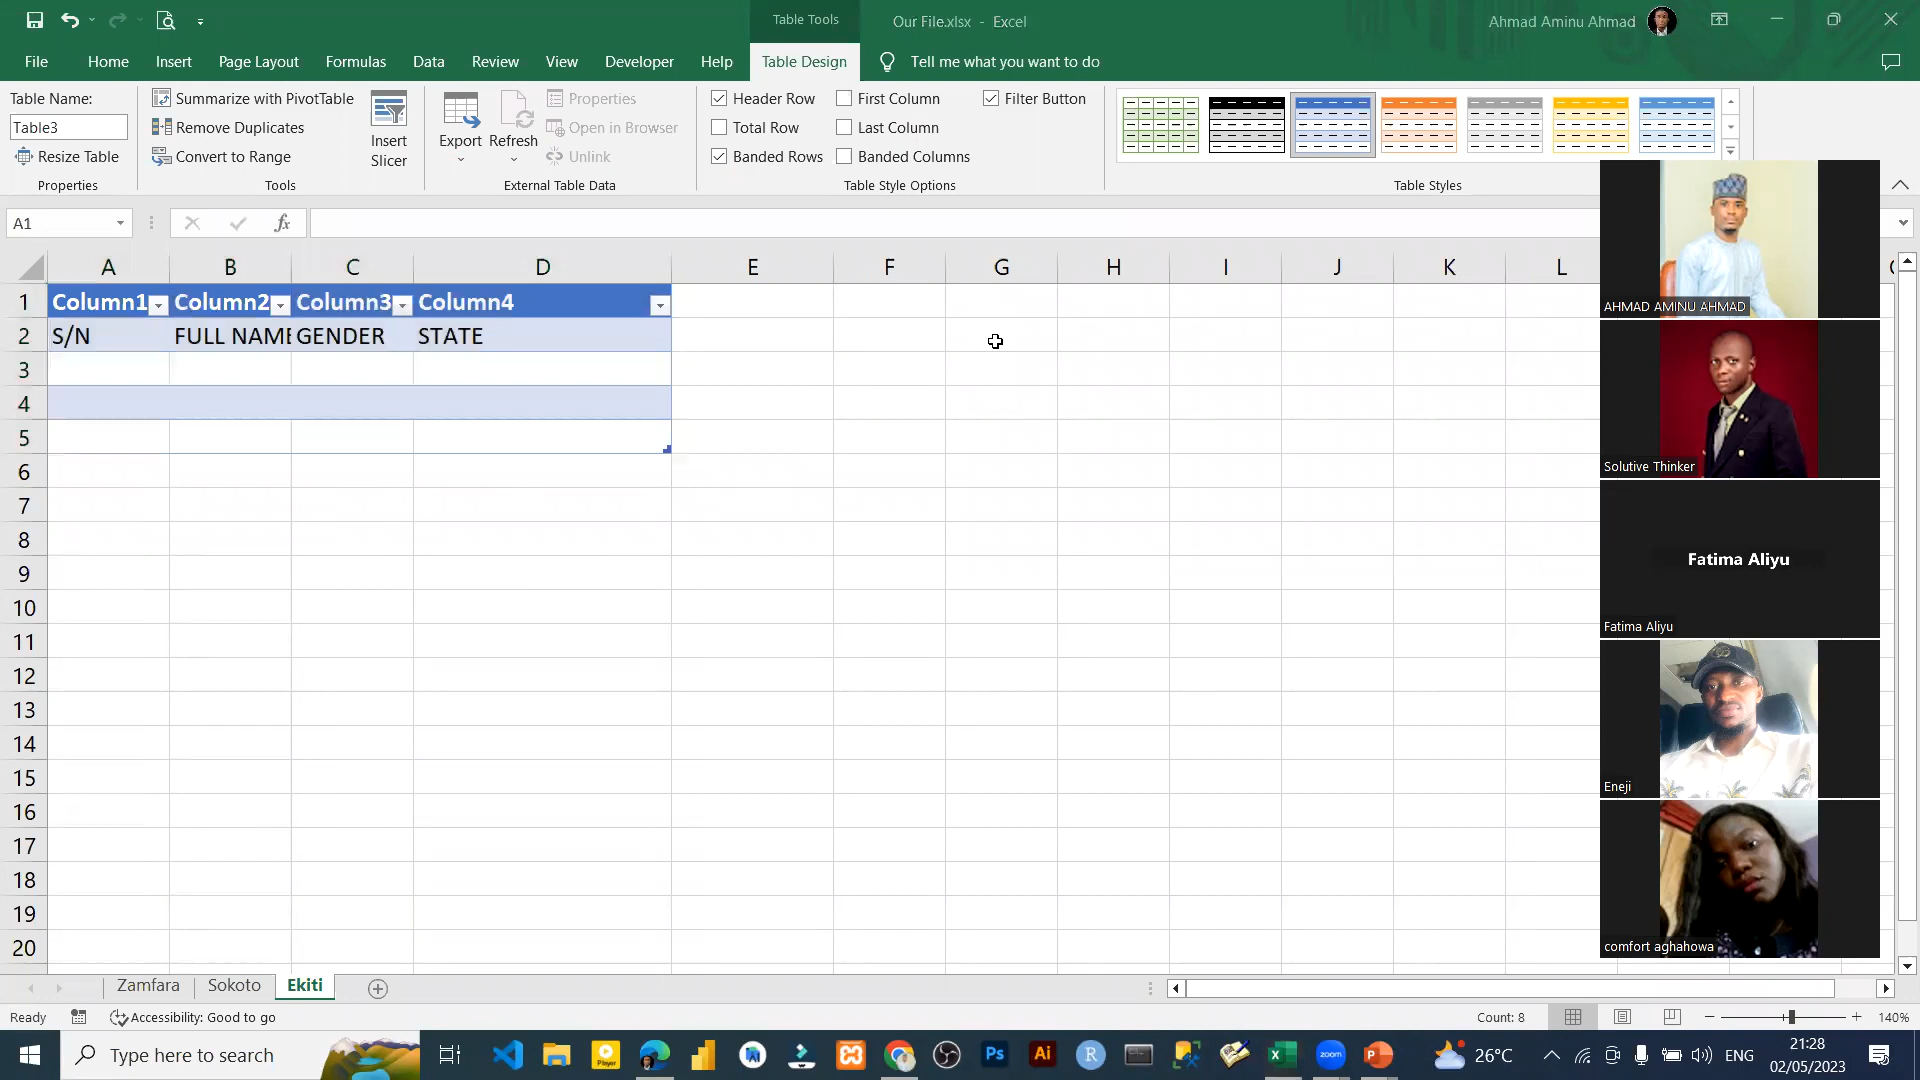 Table Tools
Our File.xlsx - Excel
Ahmad Aminu Ahmad
File Home Insert Page Layout Formulas Data Review View Developer Help Table Design Tell me what you want to do
Table Name:
Table3
Resize Table
Properties
Summarize with PivotTable
Remove Duplicates
Convert to Range
Tools
Insert
Slicer
Export
Refresh
Properties
Open in Browser
Unlink
External Table Data
Header Row
Total Row
Banded Rows
First Column
Last Column
Banded Columns
Filter Button
Table Style Options
Table Styles
A1
fx
A B C D E F G H I J K L
1 Column1 Column2 Column3 Column4
2 S/N FULL NAME GENDER STATE
3
4
5
6
7
8
9
10
11
12
13
14
15
16
17
18
19
20
AHMAD AMINU AHMAD
Solutive Thinker
Fatima Aliyu
Fatima Aliyu
Eneji
comfort aghahowa
Zamfara Sokoto Ekiti
Ready
Accessibility: Good to go
Count: 8
140%
Type here to search
Player
Ps
Ai
R
zoom
26°C
ENG
21:28
02/05/2023